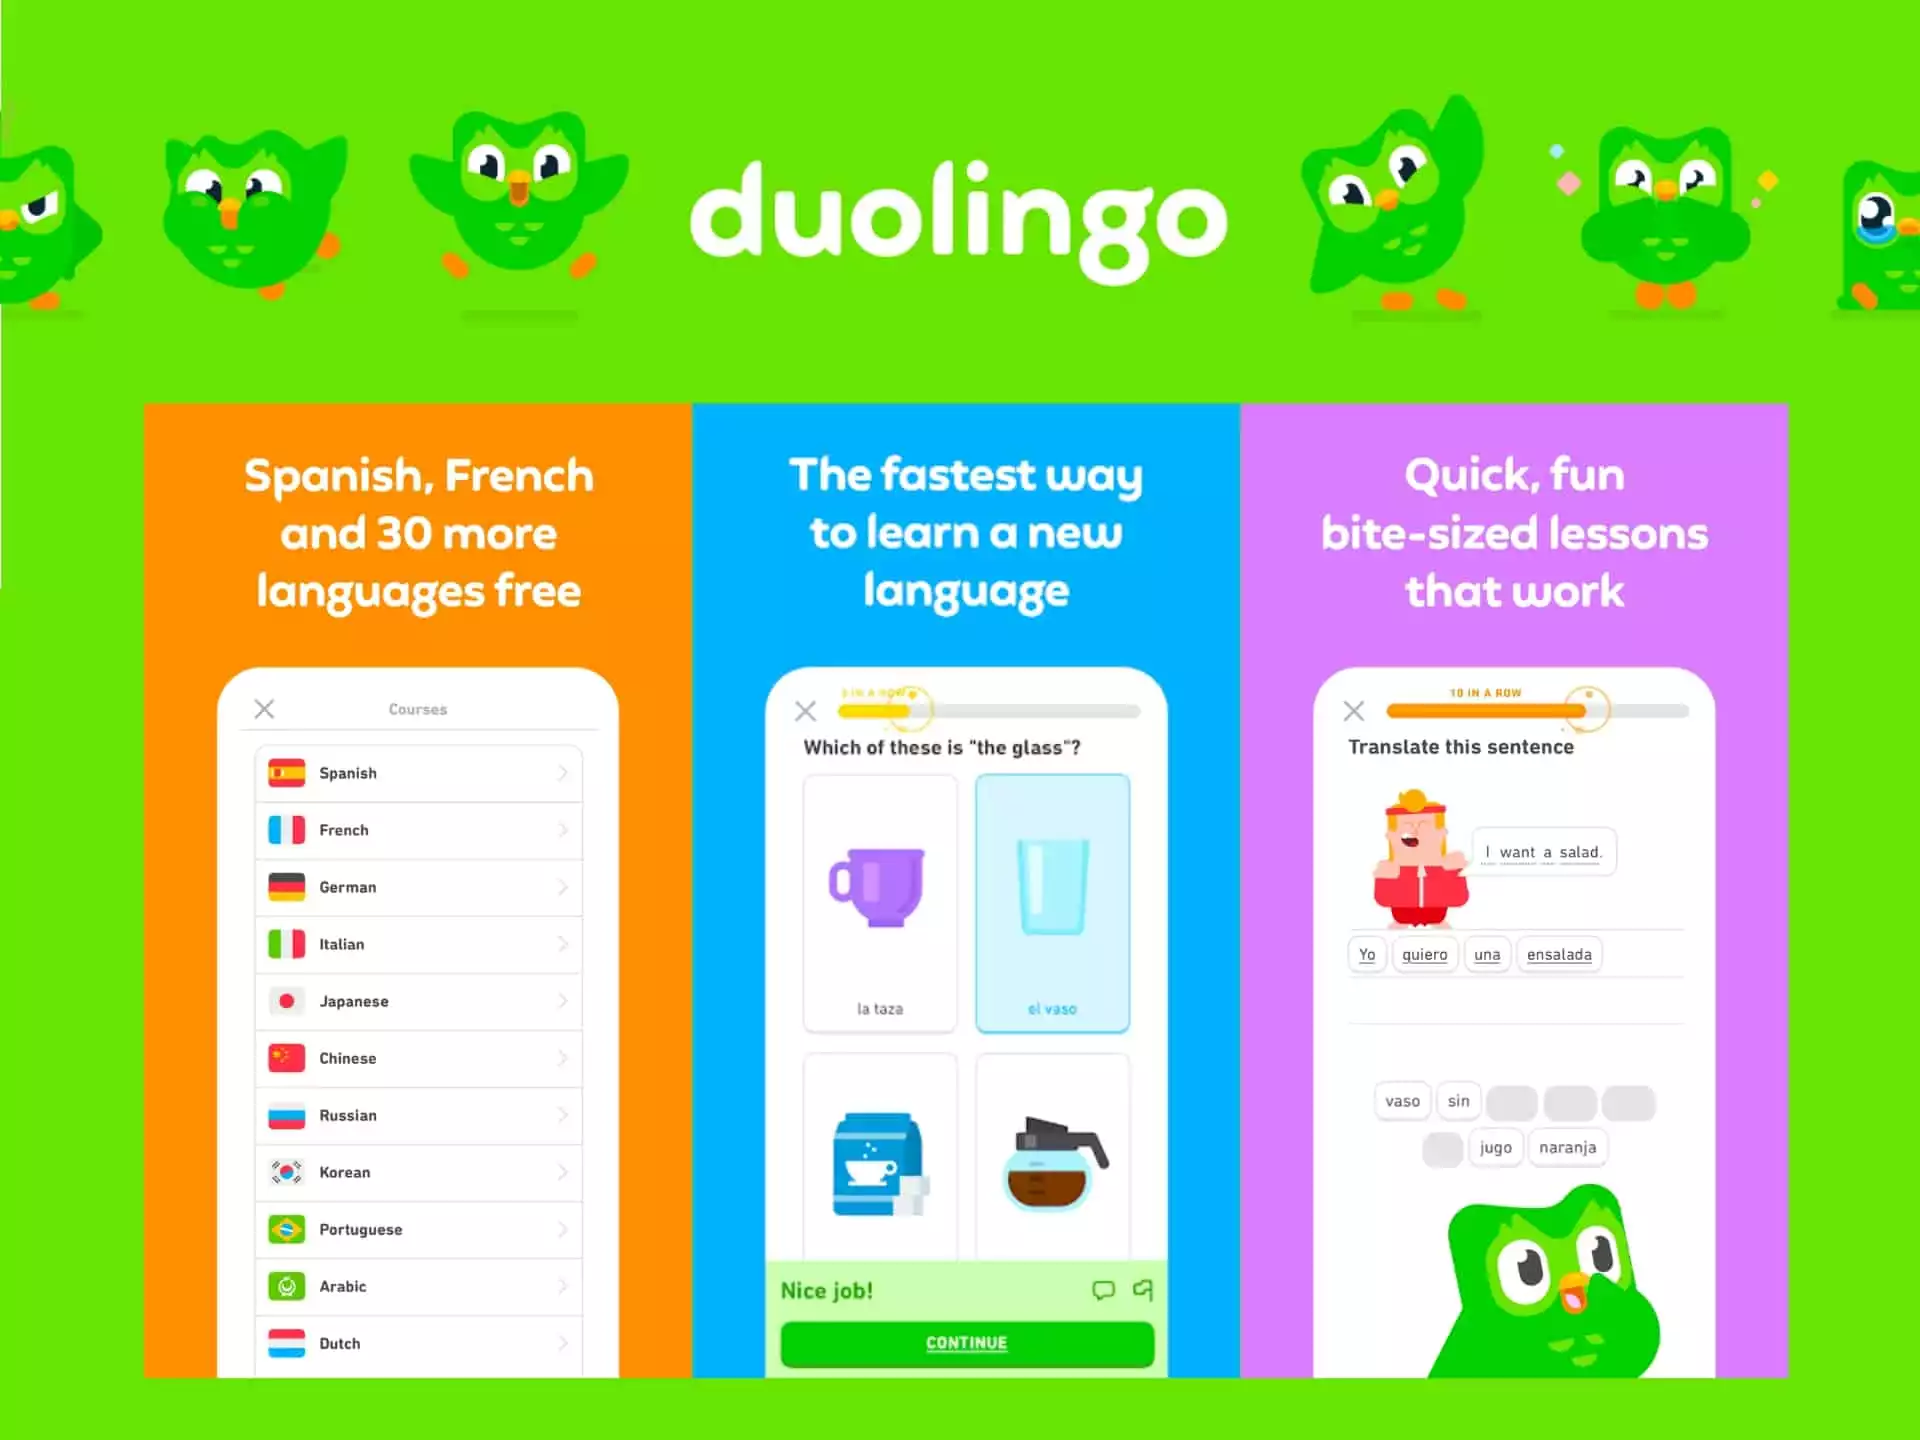 duolingo
Spanish, French
and 30 more
languages free
Courses
Spanish
French
German
Italian
Japanese
Chinese
Russian
Korean
Portuguese
Arabic
Dutch
The fastest way
to learn a new
language
5 IN A ROW
Which of these is "the glass"?
la taza
el vaso
Nice job!
CONTINUE
Quick, fun
bite-sized lessons
that work
10 IN A ROW
Translate this sentence
I want a salad.
Yo quiero una ensalada
vaso sin
jugo naranja